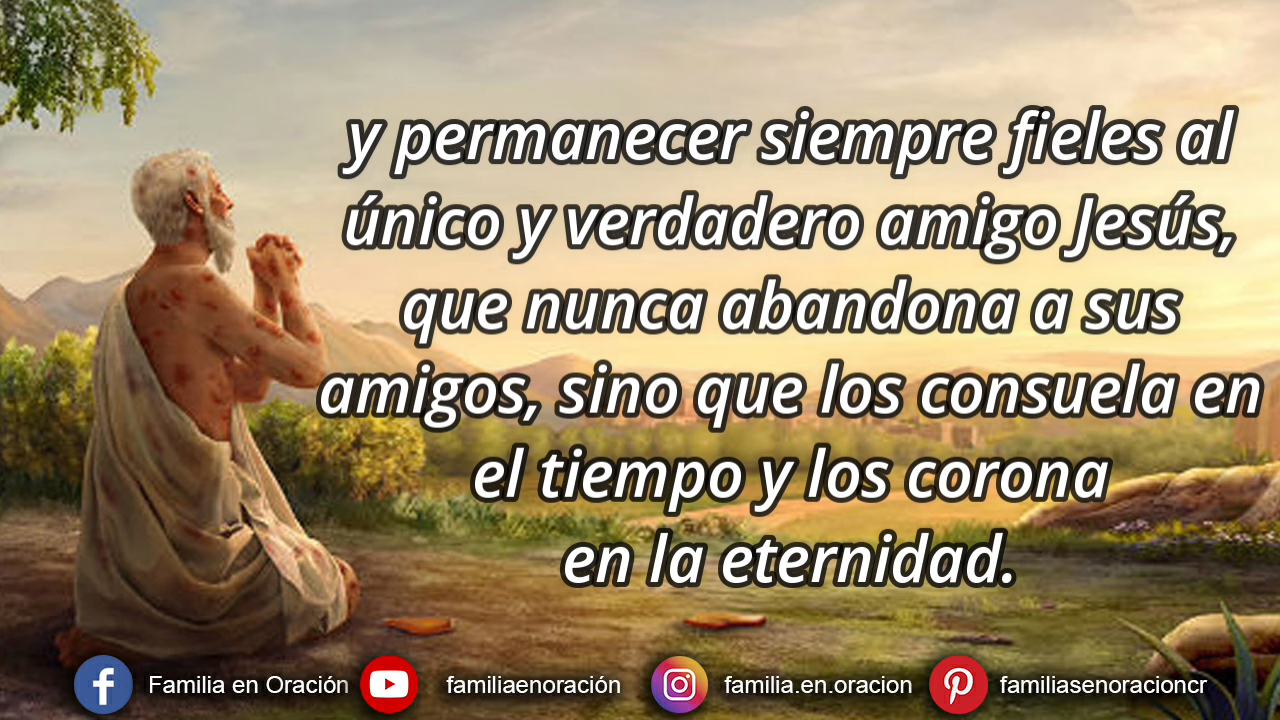 y permanecer siempre fieles al
único y verdadero amigo Jesús,
que nunca abandona a sus
amigos, sino que los consuela en
el tiempo y los corona
en la eternidad.
Familia en Oración familiaenoración familia.en.oracion familiasenoracioncr